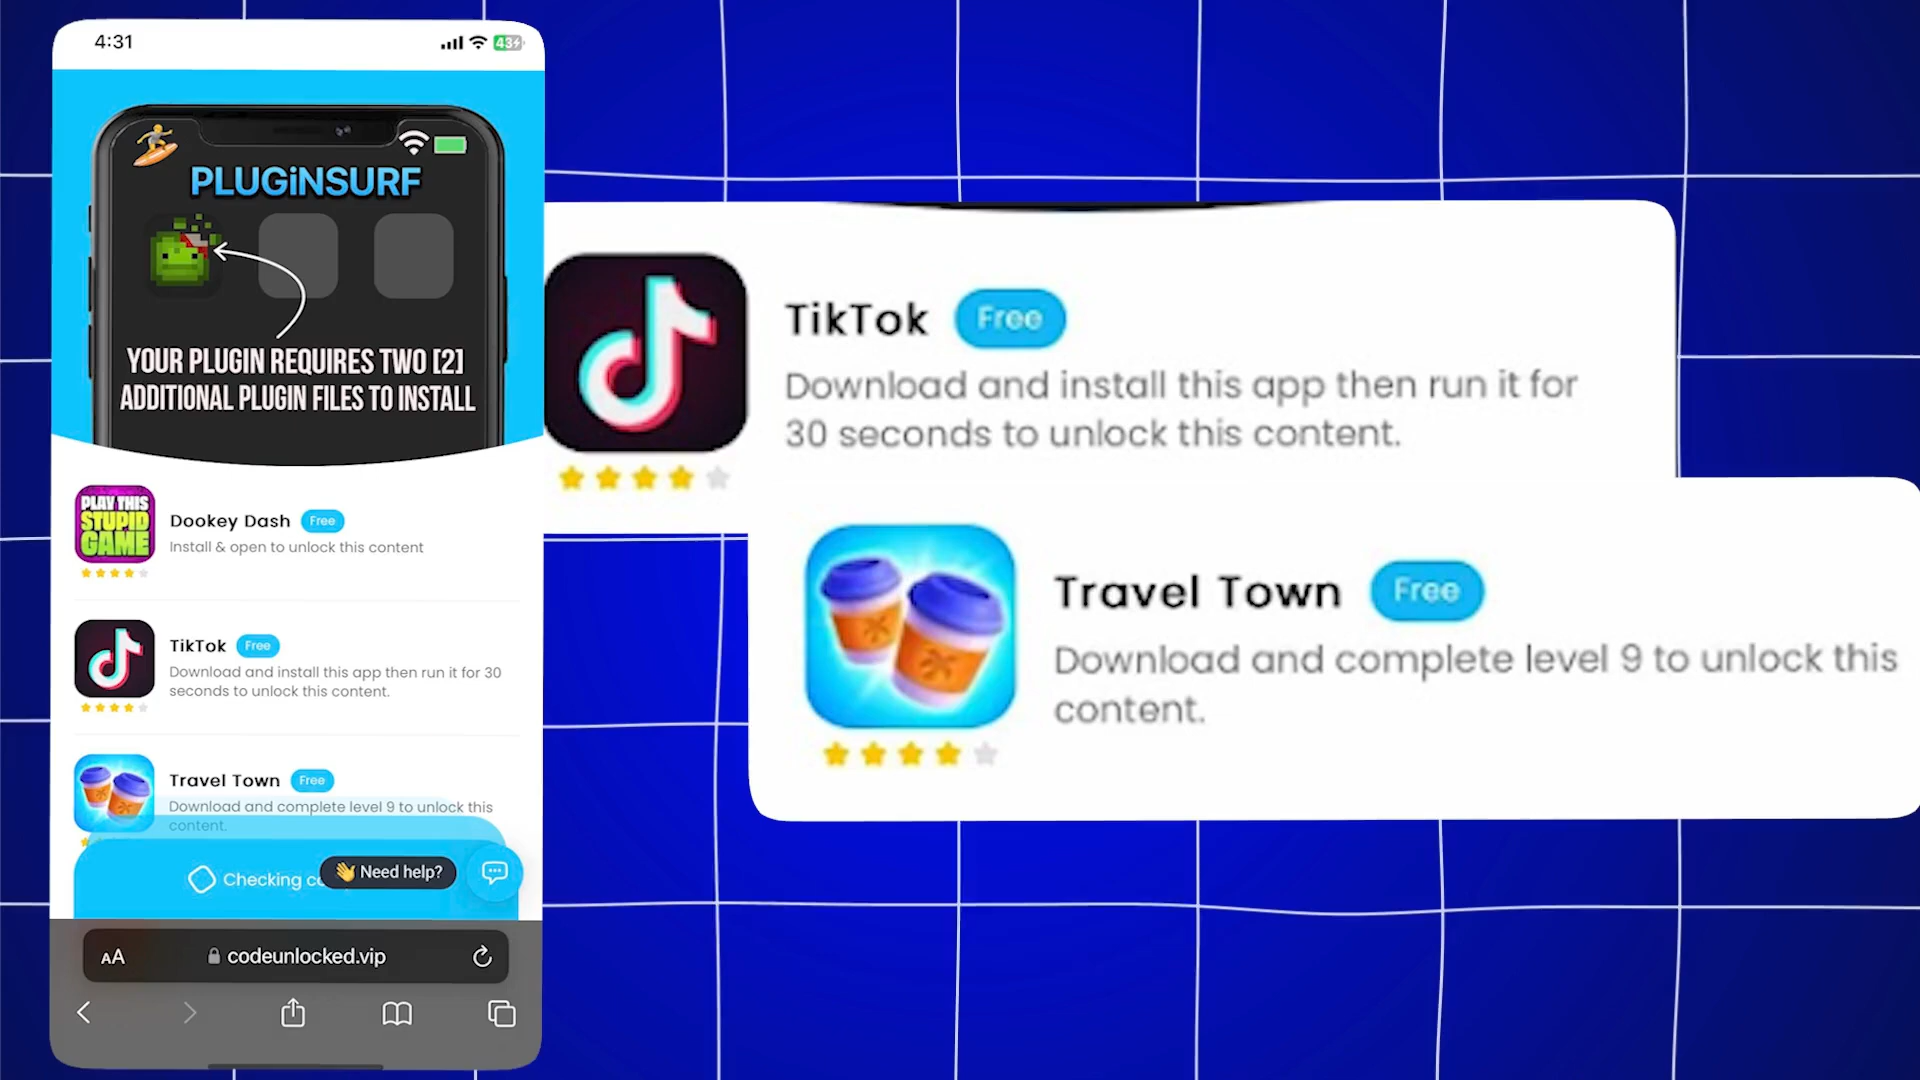 4:31
43
PLUGiNSURF
YOUR PLUGIN REQUIRES TWO [2]
ADDITIONAL PLUGIN FILES TO INSTALL
PLAY THIS
STUPID
GAME
Dookey Dash Free
Install & open to unlock this content
TikTok Free
Download and install this app then run it for 30
seconds to unlock this content.
Travel Town Free
Download and complete level 9 to unlock this
content.
Checking
Need help?
AA codeunlocked.vip
TikTok Free
Download and install this app then run it for
30 seconds to unlock this content.
Travel Town Free
Download and complete level 9 to unlock this
content.